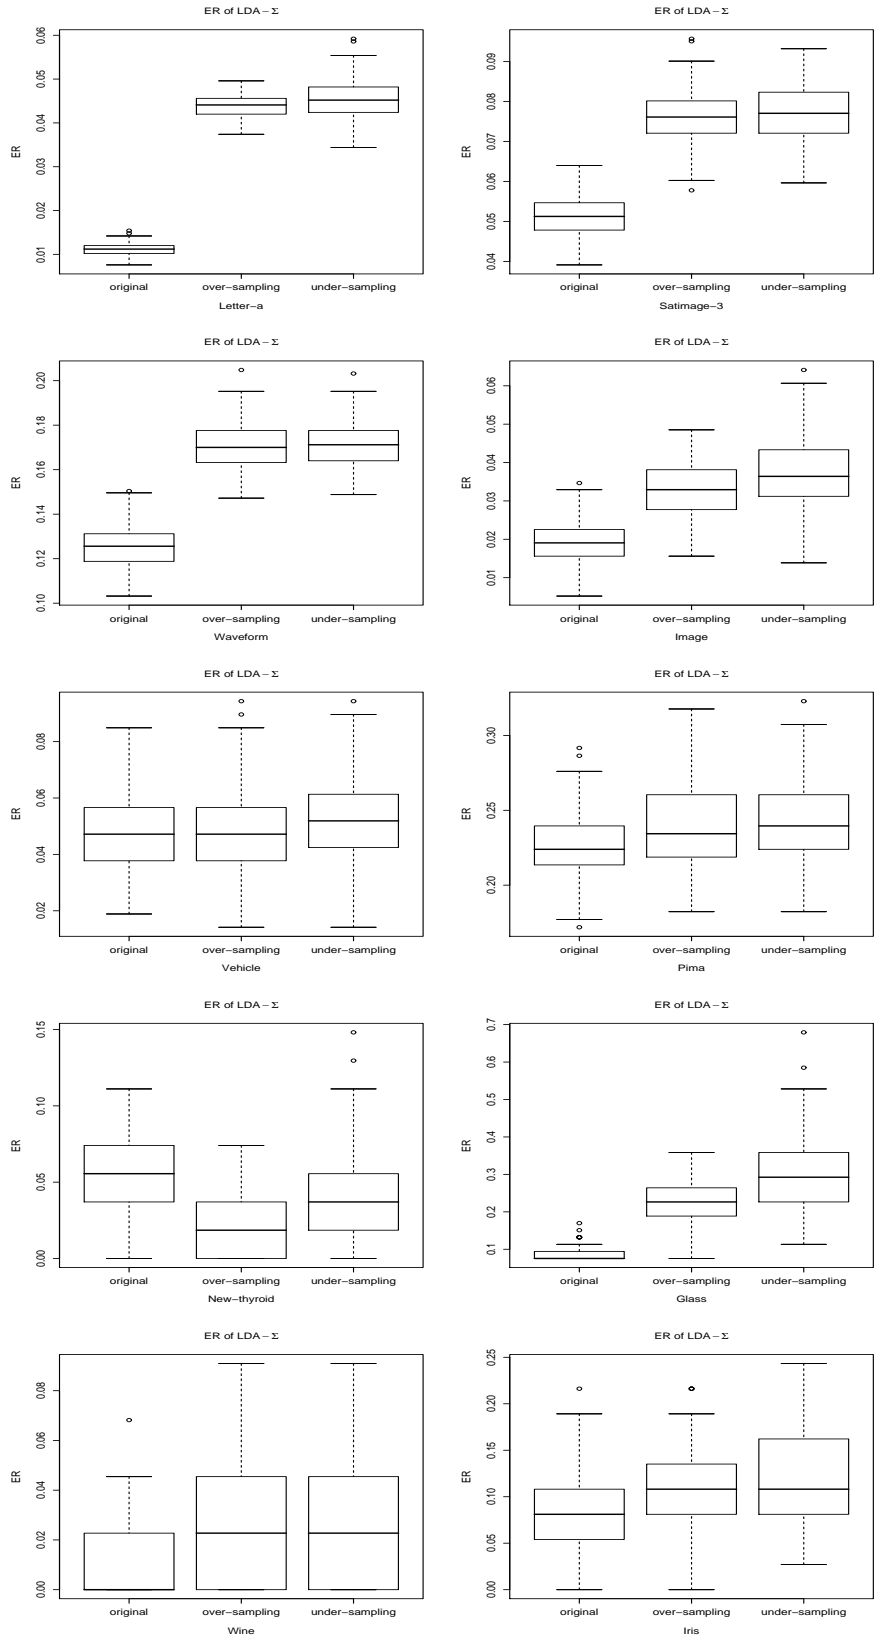 ER of LDA − Σ
ER
0.06
0.05
0.04
0.03
0.02
0.01
original over−sampling under−sampling
Letter−a
ER of LDA − Σ
ER
0.09
0.08
0.07
0.06
0.05
0.04
original over−sampling under−sampling
Satimage−3
ER of LDA − Σ
ER
0.20
0.18
0.16
0.14
0.12
0.10
original over−sampling under−sampling
Waveform
ER of LDA − Σ
ER
0.06
0.05
0.04
0.03
0.02
0.01
original over−sampling under−sampling
Image
ER of LDA − Σ
ER
0.08
0.06
0.04
0.02
original over−sampling under−sampling
Vehicle
ER of LDA − Σ
ER
0.30
0.25
0.20
original over−sampling under−sampling
Pima
ER of LDA − Σ
ER
0.15
0.10
0.05
0.00
original over−sampling under−sampling
New−thyroid
ER of LDA − Σ
ER
0.7
0.6
0.5
0.4
0.3
0.2
0.1
original over−sampling under−sampling
Glass
ER of LDA − Σ
ER
0.08
0.06
0.04
0.02
0.00
original over−sampling under−sampling
Wine
ER of LDA − Σ
ER
0.25
0.20
0.15
0.10
0.05
0.00
original over−sampling under−sampling
Iris